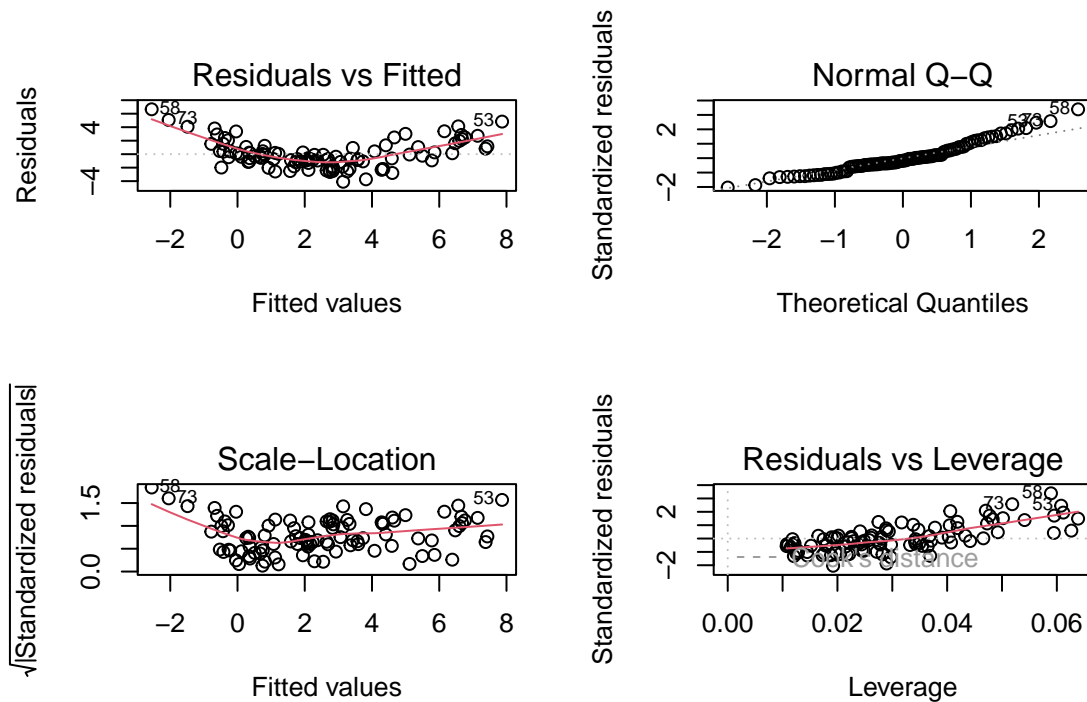 Residuals vs Fitted
Residuals
4
−4
58
73
53
−2 0 2 4 6 8
Fitted values
Normal Q−Q
Standardized residuals
2
−2
58
−2 −1 0 1 2
Theoretical Quantiles
Scale−Location
√|Standardized residuals|
1.5
0.0
58
73
53
−2 0 2 4 6 8
Fitted values
Residuals vs Leverage
Standardized residuals
2
−2
58
73
53
Cook's distance
0.00 0.02 0.04 0.06
Leverage